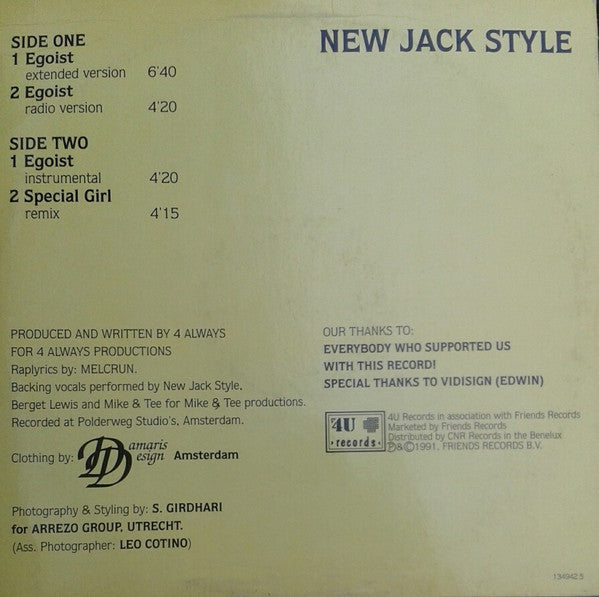 NEW JACK STYLE
SIDE ONE
1 Egoist
extended version 6'40
2 Egoist
radio version 4'20
SIDE TWO
1 Egoist
instrumental 4'20
2 Special Girl
remix 4'15
PRODUCED AND WRITTEN BY 4 ALWAYS
FOR 4 ALWAYS PRODUCTIONS
Raplyrics by: MELCRUN.
Backing vocals performed by New Jack Style,
Berget Lewis and Mike & Tee for Mike & Tee productions.
Recorded at Polderweg Studio's, Amsterdam.
Clothing by: Damaris Design Amsterdam
Photography & Styling by: S. GIRDHARI
for ARREZO GROUP, UTRECHT.
(Ass. Photographer: LEO COTINO)
OUR THANKS TO:
EVERYBODY WHO SUPPORTED US
WITH THIS RECORD!
SPECIAL THANKS TO VIDISIGN (EDWIN)
4U
records
4U Records in association with Friends Records
Marketed by Friends Records
Distributed by CNR Records in the Benelux
℗&©1991, FRIENDS RECORDS B.V.
134942.5